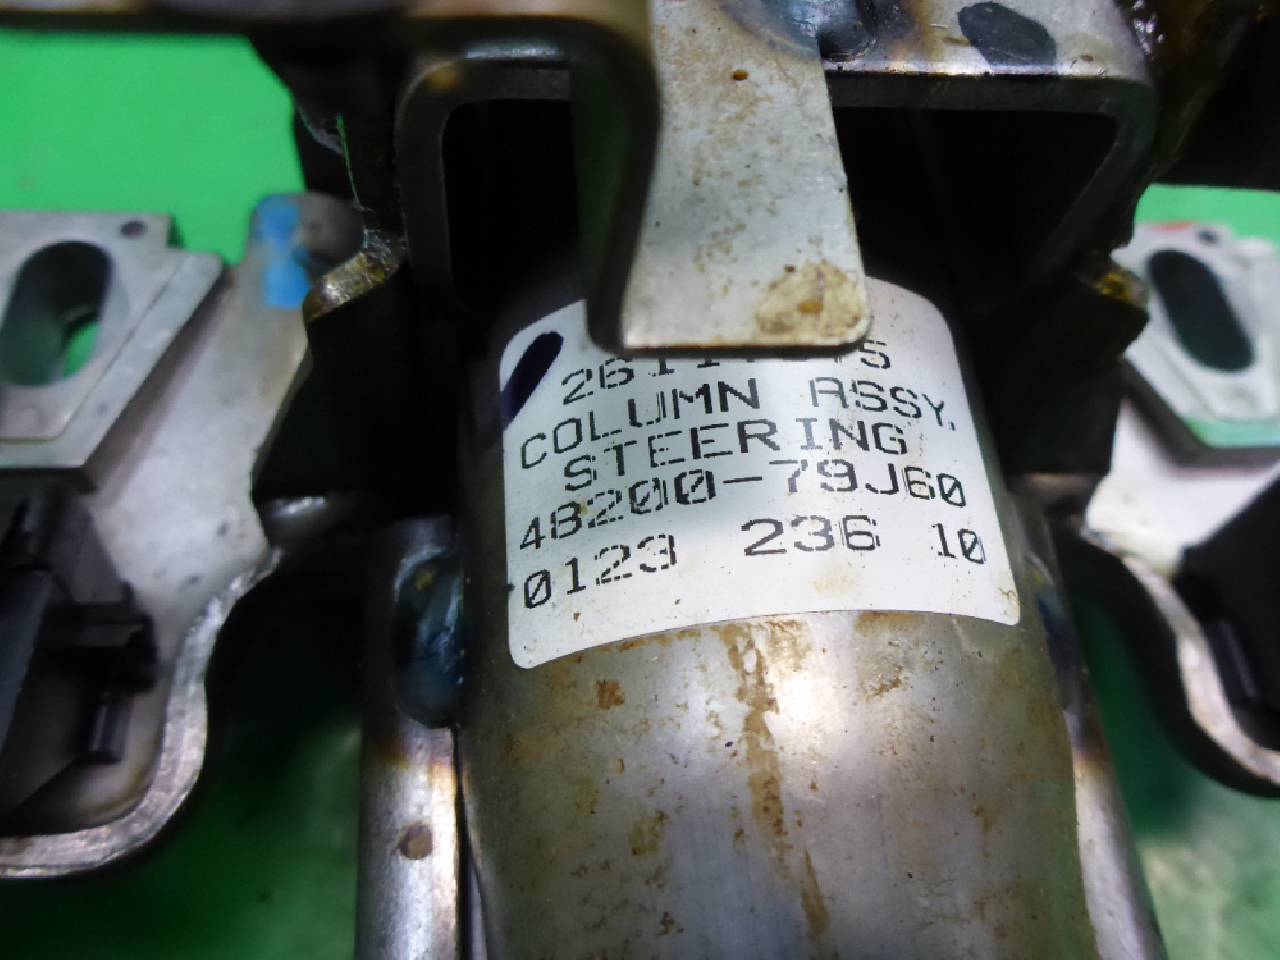 COLUMN ASSY,
STEERING
48200-79J60
0123 236 10